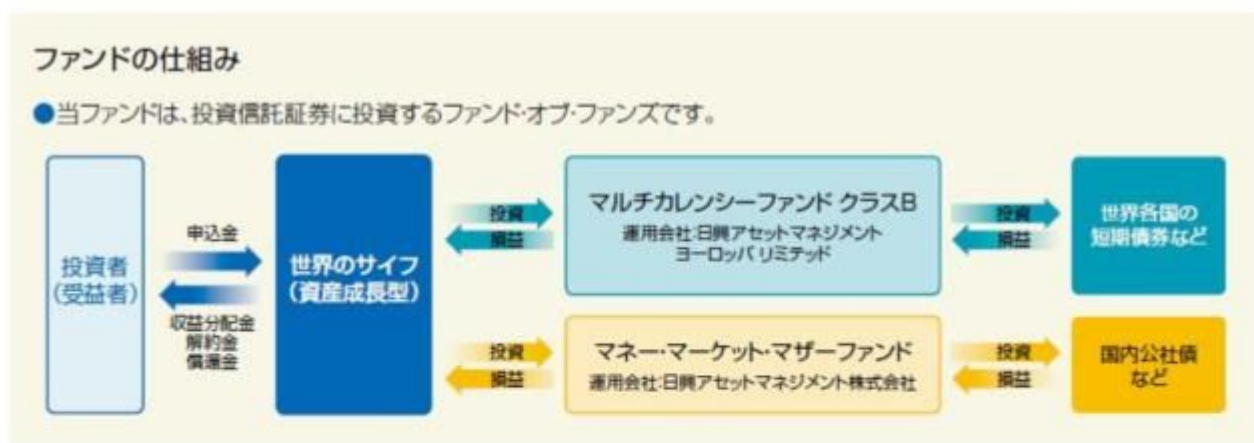 ファンドの仕組み
●当ファンドは、投資信託証券に投資するファンド・オブ・ファンズです。
投資者
(受益者)
申込金
収益分配金
解約金
償還金
世界のサイフ
(資産成長型)
投資
損益
マルチカレンシーファンド クラスB
運用会社:日興アセットマネジメント
ヨーロッパ リミテッド
投資
損益
世界各国の
短期債券など
投資
損益
マネー・マーケット・マザーファンド
運用会社:日興アセットマネジメント株式会社
投資
損益
国内公社債
など